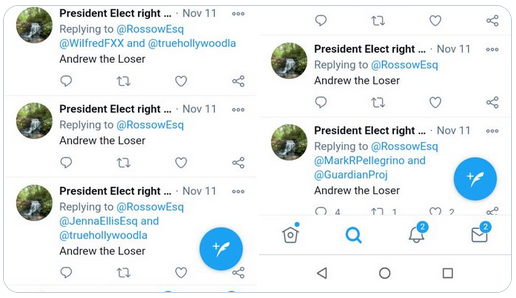 President Elect right ... · Nov 11
Replying to @RossowEsq
@WilfredFXX and @truehollywoodla
Andrew the Loser
President Elect right ... · Nov 11
Replying to @RossowEsq
Andrew the Loser
President Elect right ... · Nov 11
Replying to @RossowEsq
@JennaEllisEsq and
@truehollywoodla
Andrew the Loser
President Elect right ... · Nov 11
Replying to @RossowEsq
Andrew the Loser
President Elect right ... · Nov 11
Replying to @RossowEsq
@MarkRPellegrino and
@GuardianProj
Andrew the Loser
4 1 2
2 2